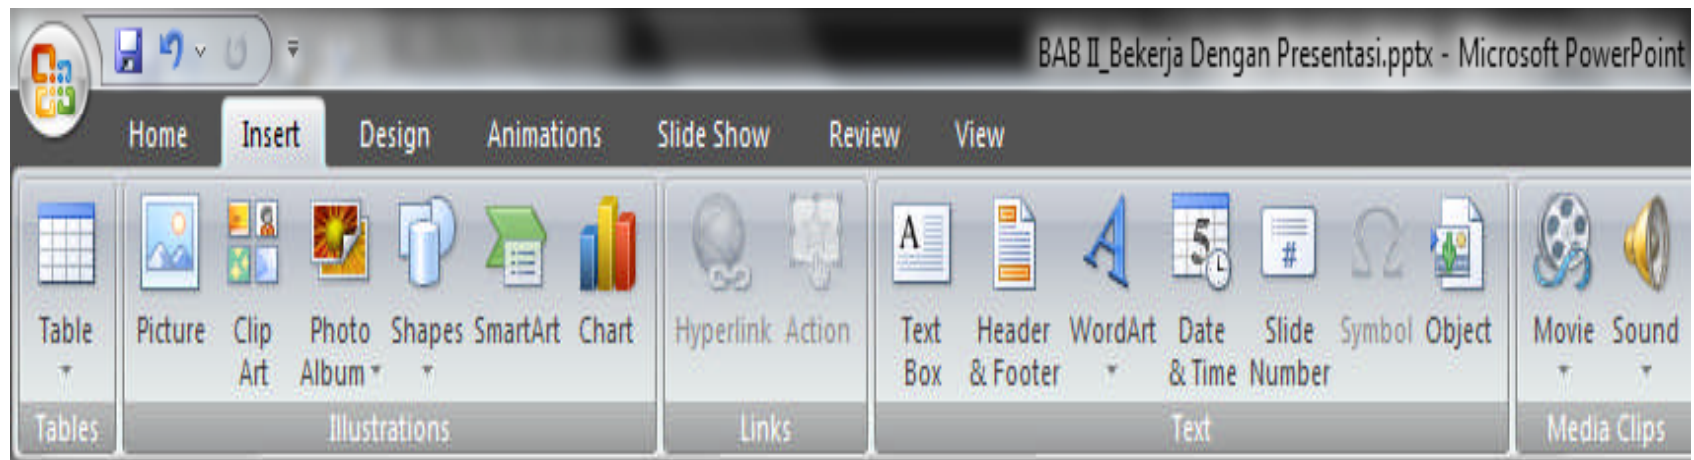 BAB II_Bekerja Dengan Presentasi.pptx - Microsoft PowerPoint
Home Insert Design Animations Slide Show Review View
Table
Picture
Clip Art
Photo Album
Shapes
SmartArt
Chart
Hyperlink
Action
A
Text Box
Header & Footer
A
WordArt
5
Date & Time
#
Slide Number
Ω
Symbol
Object
Movie
Sound
Tables Illustrations Links Text Media Clips